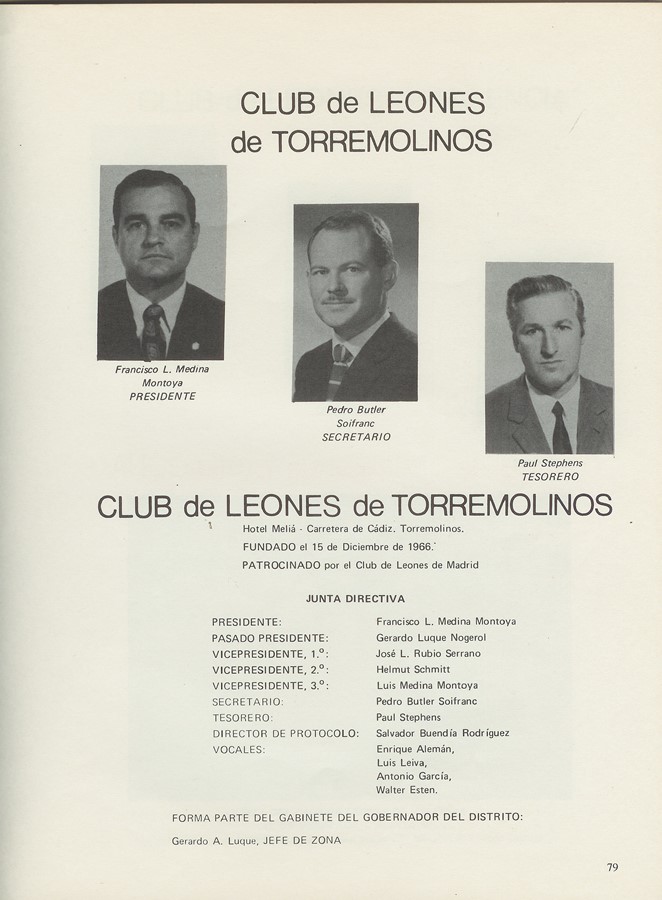 CLUB de LEONES
de TORREMOLINOS
Francisco L. Medina
Montoya
PRESIDENTE
Pedro Butler
Soifranc
SECRETARIO
Paul Stephens
TESORERO
CLUB de LEONES de TORREMOLINOS
Hotel Meliá - Carretera de Cádiz. Torremolinos.
FUNDADO el 15 de Diciembre de 1966.
PATROCINADO por el Club de Leones de Madrid
JUNTA DIRECTIVA
PRESIDENTE: Francisco L. Medina Montoya
PASADO PRESIDENTE: Gerardo Luque Nogerol
VICEPRESIDENTE, 1.º: José L. Rubio Serrano
VICEPRESIDENTE, 2.º: Helmut Schmitt
VICEPRESIDENTE, 3.º: Luis Medina Montoya
SECRETARIO: Pedro Butler Soifranc
TESORERO: Paul Stephens
DIRECTOR DE PROTOCOLO: Salvador Buendía Rodríguez
VOCALES: Enrique Alemán,
Luis Leiva,
Antonio García,
Walter Esten.
FORMA PARTE DEL GABINETE DEL GOBERNADOR DEL DISTRITO:
Gerardo A. Luque, JEFE DE ZONA
79